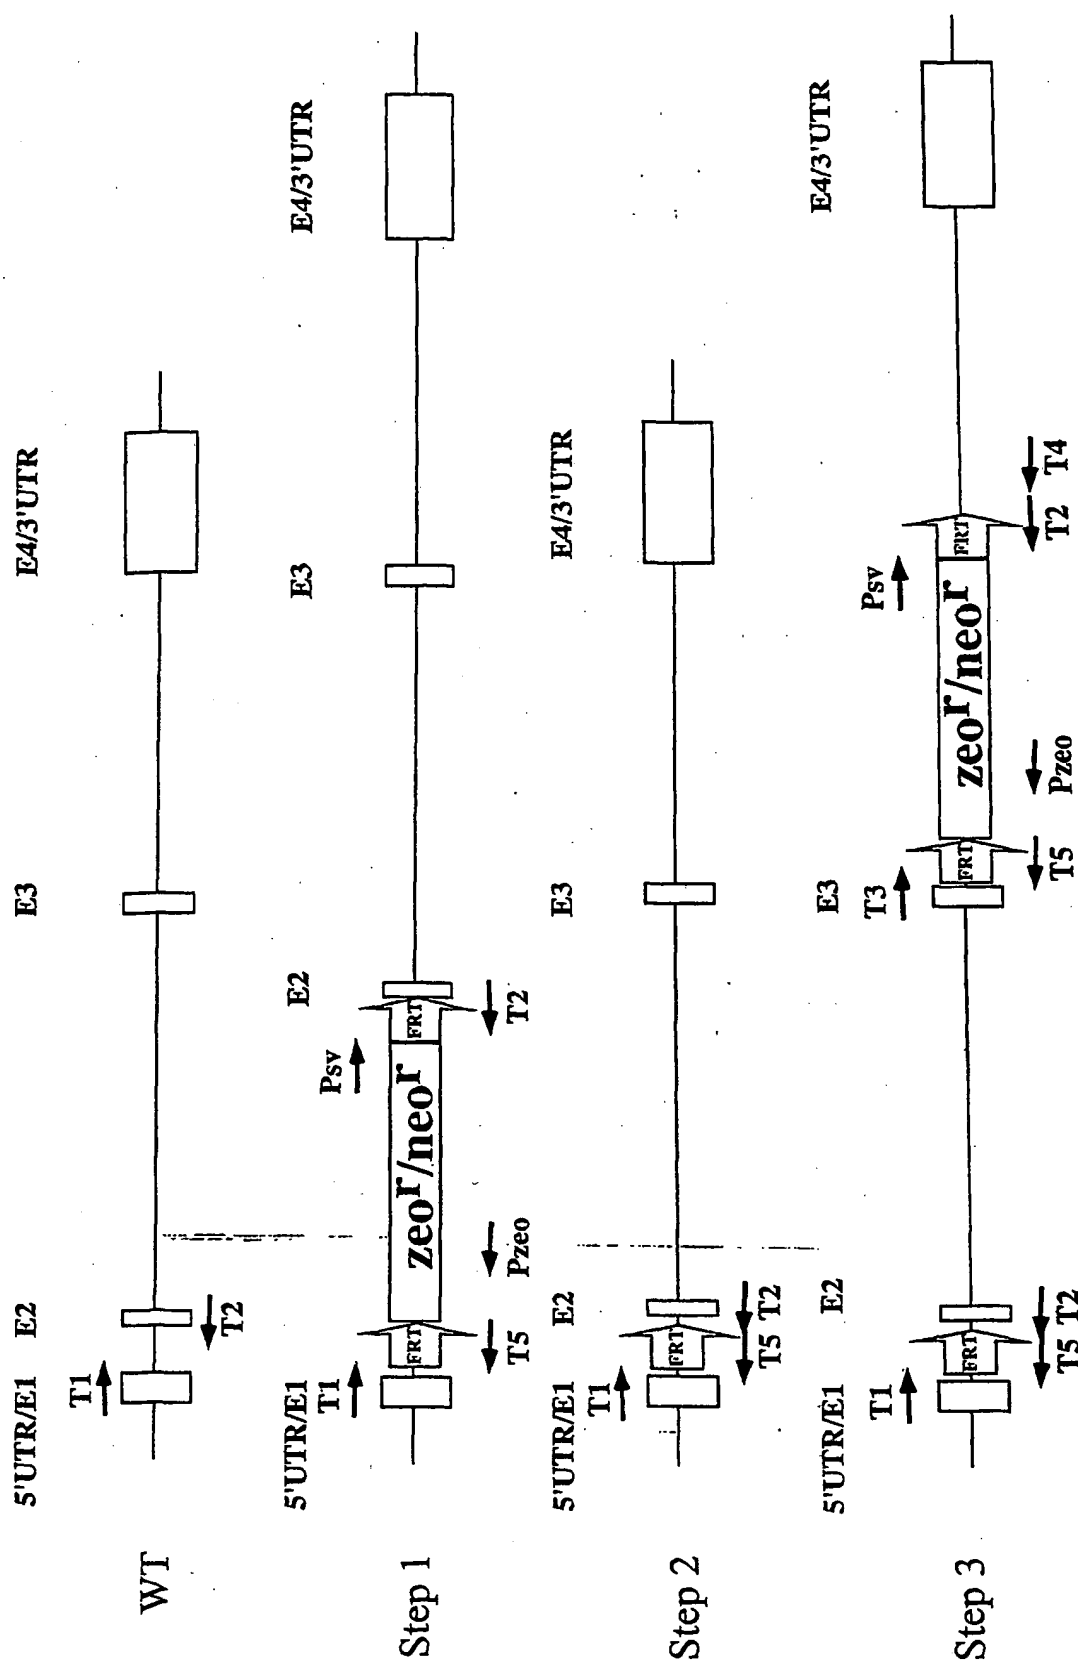 WT
5'UTR/E1 E2 E3 E4/3'UTR
T1
T2
Step 1
5'UTR/E1 E2 E3 E4/3'UTR
T1 Psv
FRT zeoʳ/neoʳ FRT
T5 Pzeo T2
Step 2
5'UTR/E1 E2 E3 E4/3'UTR
T1
FRT
T5 T2
Step 3
5'UTR/E1 E2 E3 E4/3'UTR
T1 T3 Psv
FRT FRT zeoʳ/neoʳ FRT
T5 T2 T5 Pzeo T2 T4